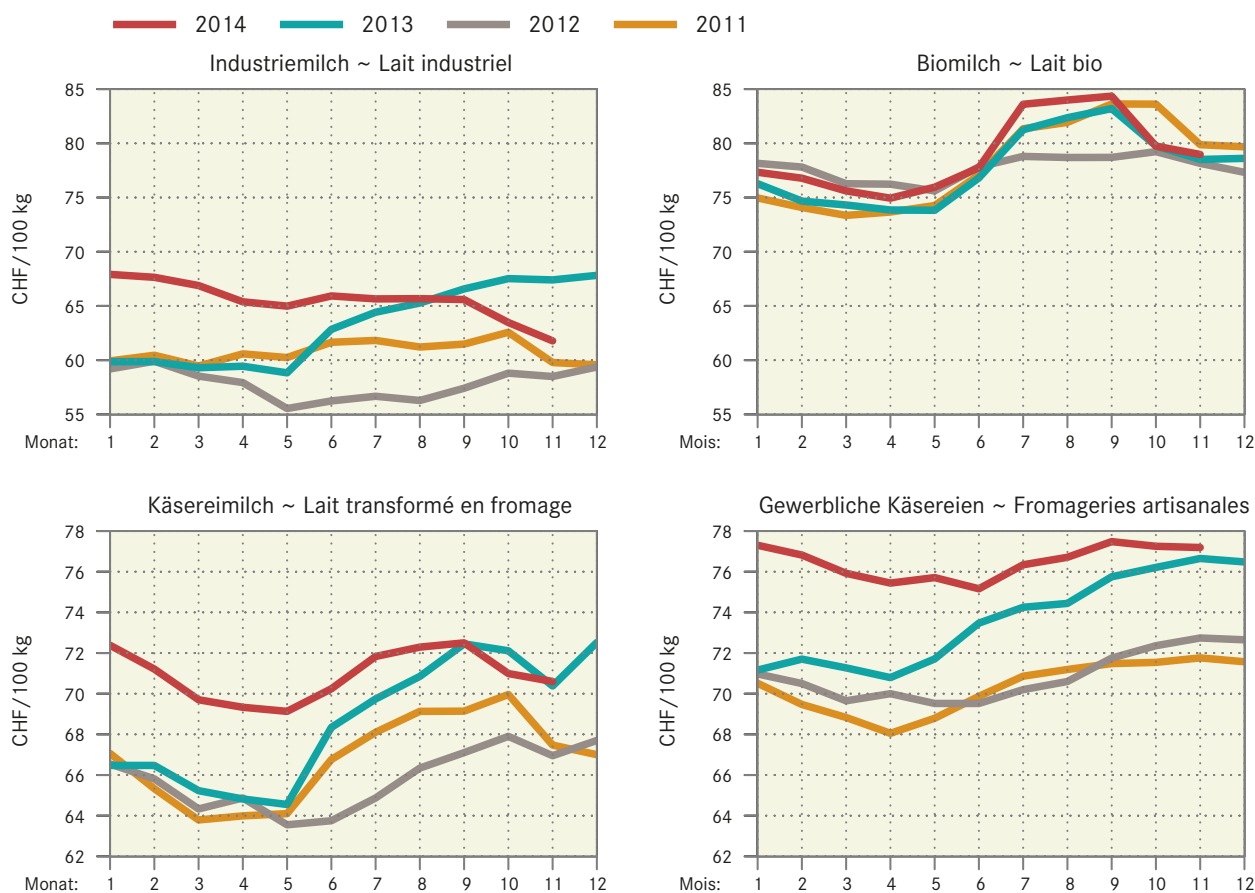 2014 2013 2012 2011
Industriemilch ~ Lait industriel
85
80
75
70
65
60
55
CHF/100 kg
Monat: 1 2 3 4 5 6 7 8 9 10 11 12
Biomilch ~ Lait bio
85
80
75
70
65
60
55
CHF/100 kg
Mois: 1 2 3 4 5 6 7 8 9 10 11 12
Käsereimilch ~ Lait transformé en fromage
78
76
74
72
70
68
66
64
62
CHF/100 kg
Monat: 1 2 3 4 5 6 7 8 9 10 11 12
Gewerbliche Käsereien ~ Fromageries artisanales
78
76
74
72
70
68
66
64
62
CHF/100 kg
Mois: 1 2 3 4 5 6 7 8 9 10 11 12